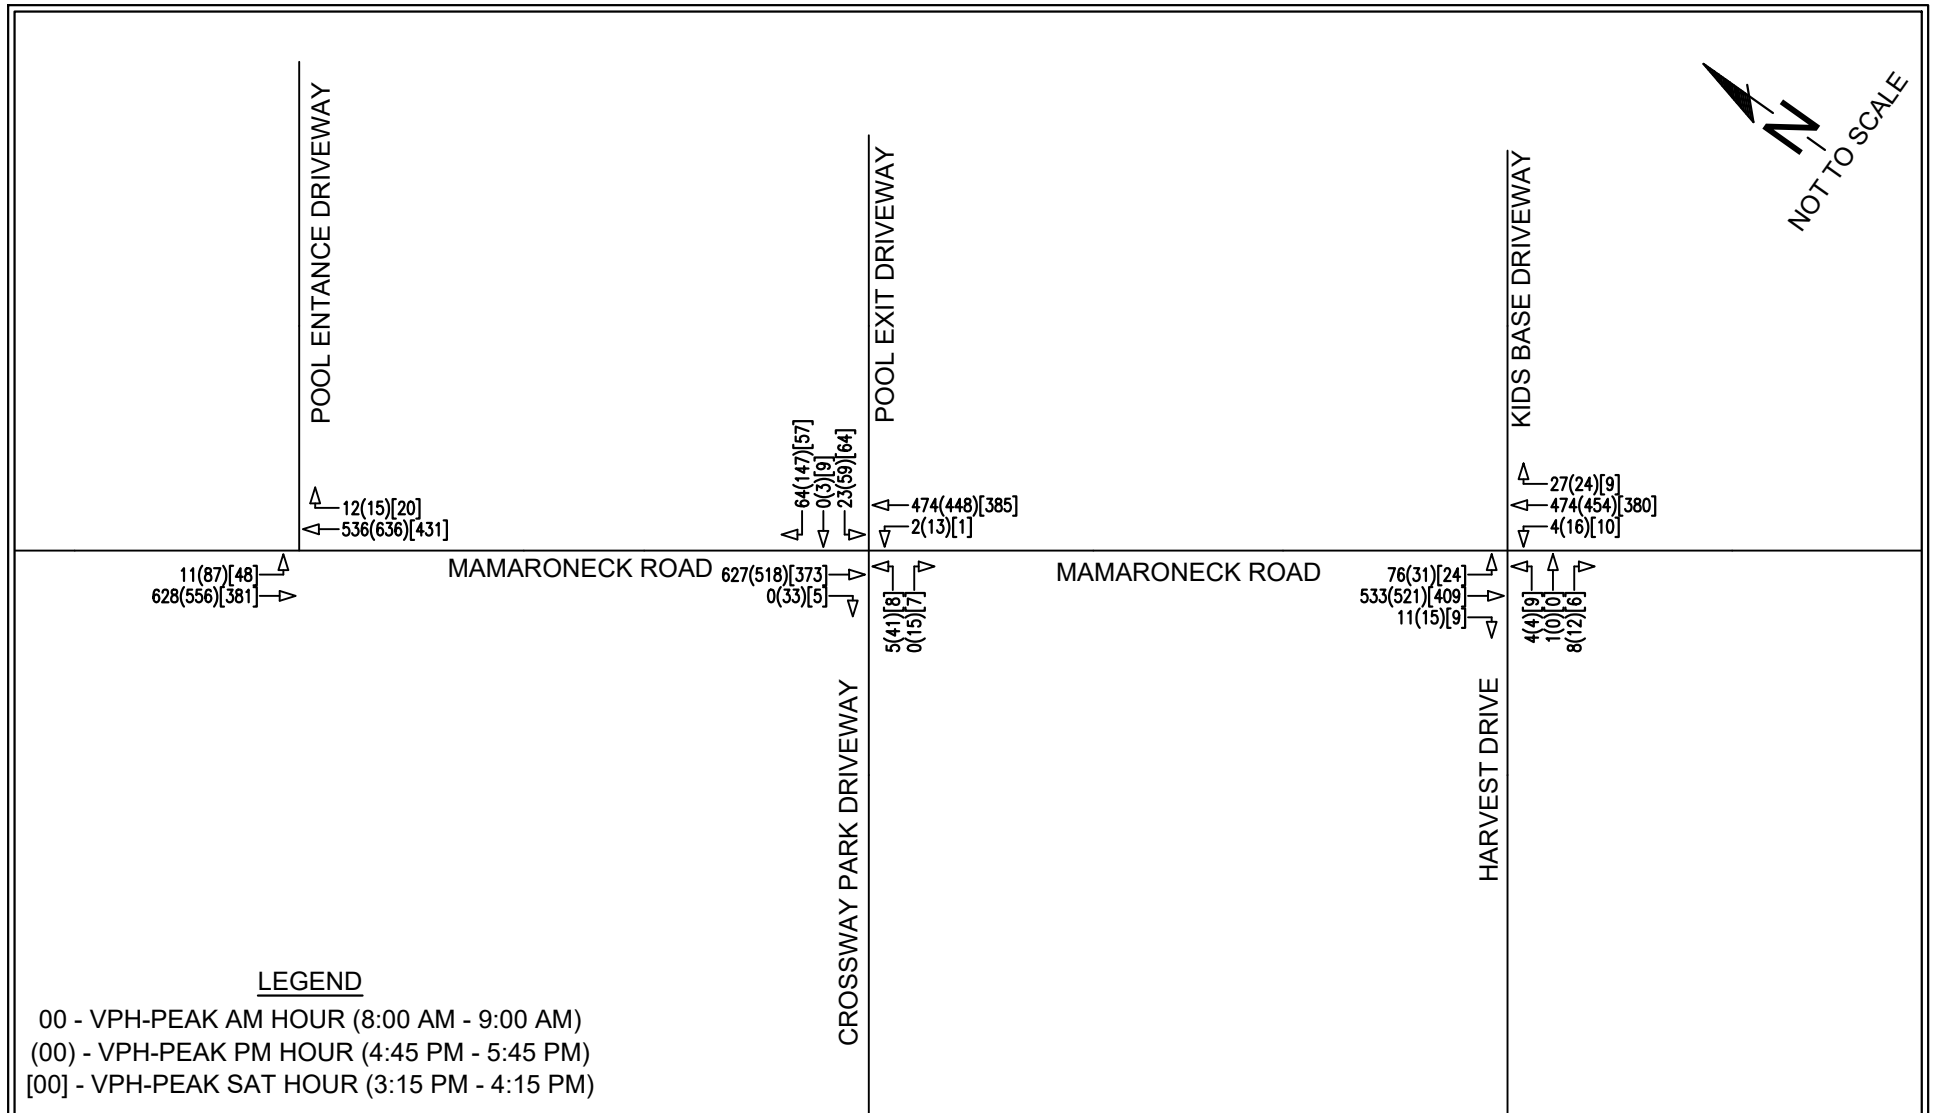 N
NOT TO SCALE
POOL ENTANCE DRIVEWAY
POOL EXIT DRIVEWAY
KIDS BASE DRIVEWAY
12(15)[20]
536(636)[431]
64(147)[57]
0(3)[9]
23(59)[64]
474(448)[385]
2(13)[1]
27(24)[9]
474(454)[380]
4(16)[10]
11(87)[48]
628(556)[381]
MAMARONECK ROAD
627(518)[373]
0(33)[5]
5(41)[8]
0(15)[7]
MAMARONECK ROAD
76(31)[24]
533(521)[409]
11(15)[9]
4(4)[9]
1(0)[0]
8(12)[6]
CROSSWAY PARK DRIVEWAY
HARVEST DRIVE
LEGEND
00 - VPH-PEAK AM HOUR (8:00 AM - 9:00 AM)
(00) - VPH-PEAK PM HOUR (4:45 PM - 5:45 PM)
[00] - VPH-PEAK SAT HOUR (3:15 PM - 4:15 PM)